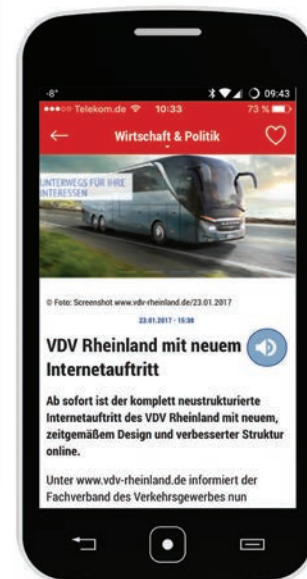 -8°
09:43
Telekom.de
10:33
73 %
Wirtschaft & Politik
UNTERWEGS FÜR IHRE
INTERESSEN
© Foto: Screenshot www.vdv-rheinland.de/23.01.2017
23.01.2017 - 15:38
VDV Rheinland mit neuem
Internetauftritt
Ab sofort ist der komplett neustrukturierte
Internetauftritt des VDV Rheinland mit neuem,
zeitgemäßem Design und verbesserter Struktur
online.
Unter www.vdv-rheinland.de informiert der
Fachverband des Verkehrsgewerbes nun